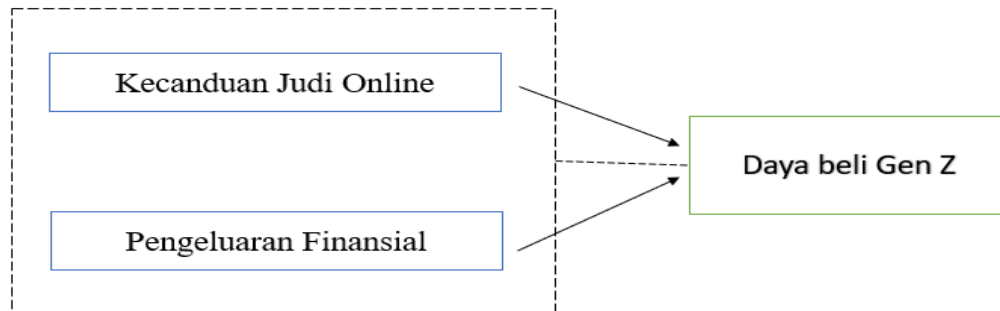 Kecanduan Judi Online
Daya beli Gen Z
Pengeluaran Finansial